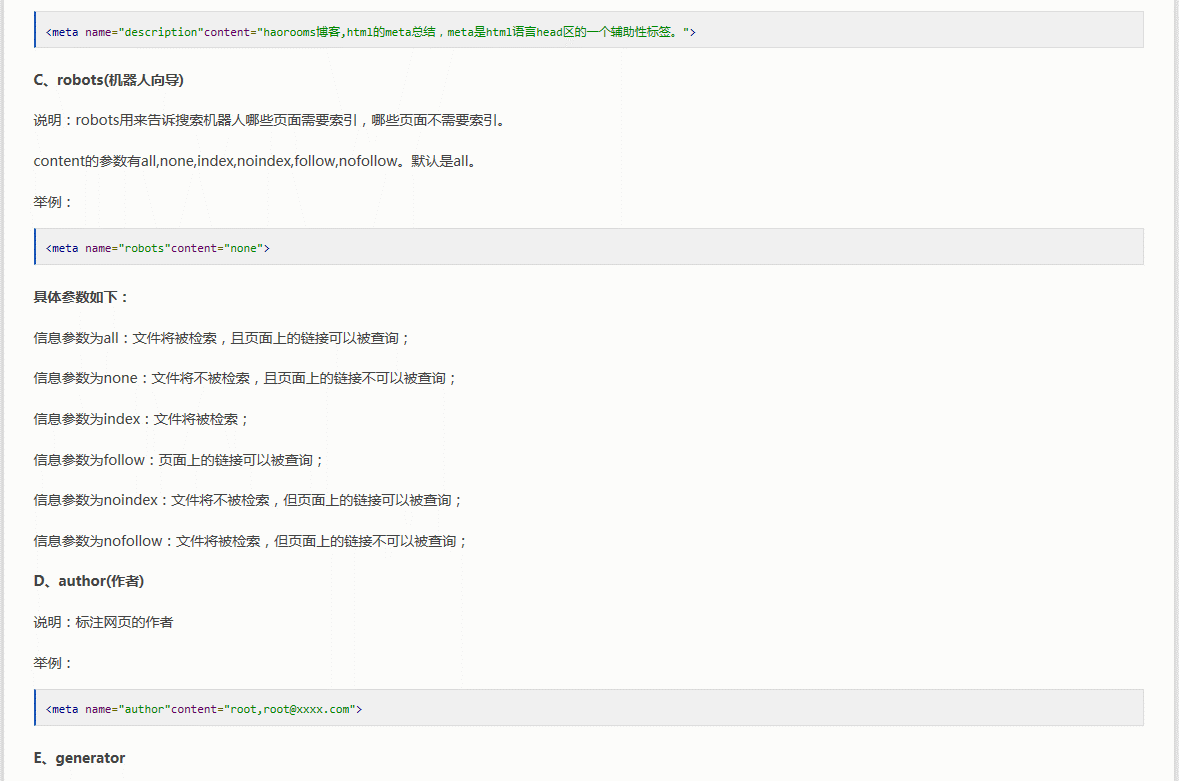 <meta name="description"content="haorooms博客,html的meta总结，meta是html语言head区的一个辅助性标签。">
C、robots(机器人向导)
说明：robots用来告诉搜索机器人哪些页面需要索引，哪些页面不需要索引。
content的参数有all,none,index,noindex,follow,nofollow。默认是all。
举例：
<meta name="robots"content="none">
具体参数如下：
信息参数为all：文件将被检索，且页面上的链接可以被查询；
信息参数为none：文件将不被检索，且页面上的链接不可以被查询；
信息参数为index：文件将被检索；
信息参数为follow：页面上的链接可以被查询；
信息参数为noindex：文件将不被检索，但页面上的链接可以被查询；
信息参数为nofollow：文件将被检索，但页面上的链接不可以被查询；
D、author(作者)
说明：标注网页的作者
举例：
<meta name="author"content="root,root@xxxx.com">
E、generator